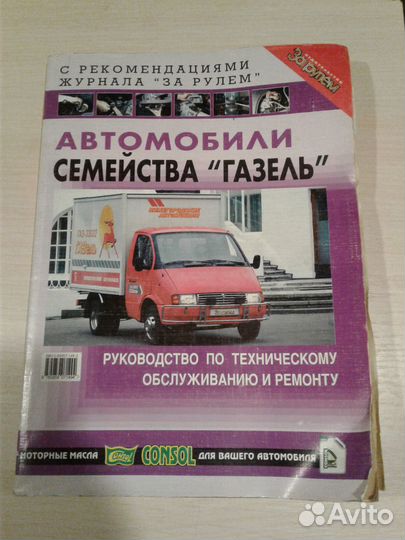 С РЕКОМЕНДАЦИЯМИ
ЖУРНАЛА "ЗА РУЛЕМ"
За рулём
АВТОМОБИЛИ
СЕМЕЙСТВА "ГАЗЕЛЬ"
РУКОВОДСТВО ПО ТЕХНИЧЕСКОМУ
ОБСЛУЖИВАНИЮ И РЕМОНТУ
МОТОРНЫЕ МАСЛА CONSOL ДЛЯ ВАШЕГО АВТОМОБИЛЯ
Avito